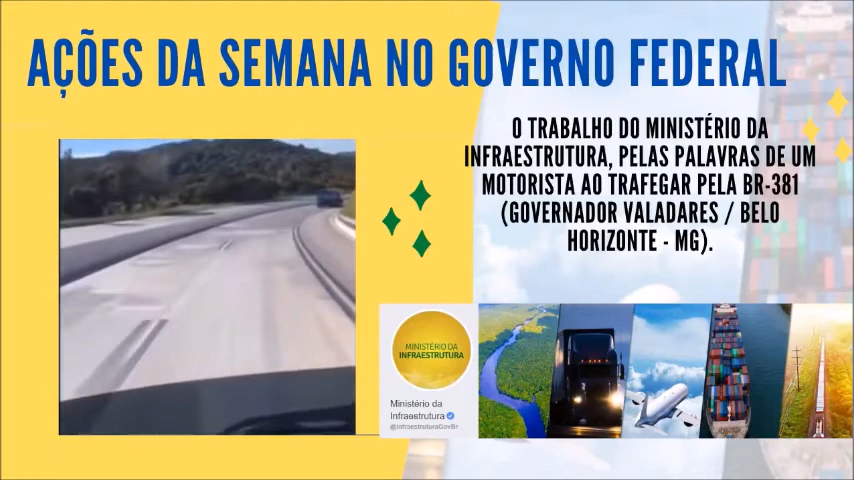 AÇÕES DA SEMANA NO GOVERNO FEDERAL
O TRABALHO DO MINISTÉRIO DA
INFRAESTRUTURA, PELAS PALAVRAS DE UM
MOTORISTA AO TRAFEGAR PELA BR-381
(GOVERNADOR VALADARES / BELO
HORIZONTE - MG).
MINISTÉRIO DA
INFRAESTRUTURA
Ministério da
Infraestrutura
@InfraestruturaGovBr